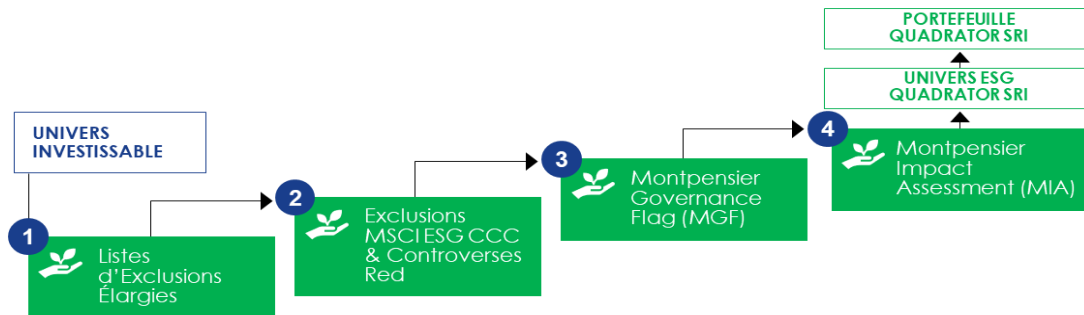 UNIVERS
INVESTISSABLE
1
Listes
d'Exclusions
Élargies
2
Exclusions
MSCI ESG CCC
& Controverses
Red
3
Montpensier
Governance
Flag (MGF)
4
Montpensier
Impact
Assessment (MIA)
UNIVERS ESG
QUADRATOR SRI
PORTEFEUILLE
QUADRATOR SRI